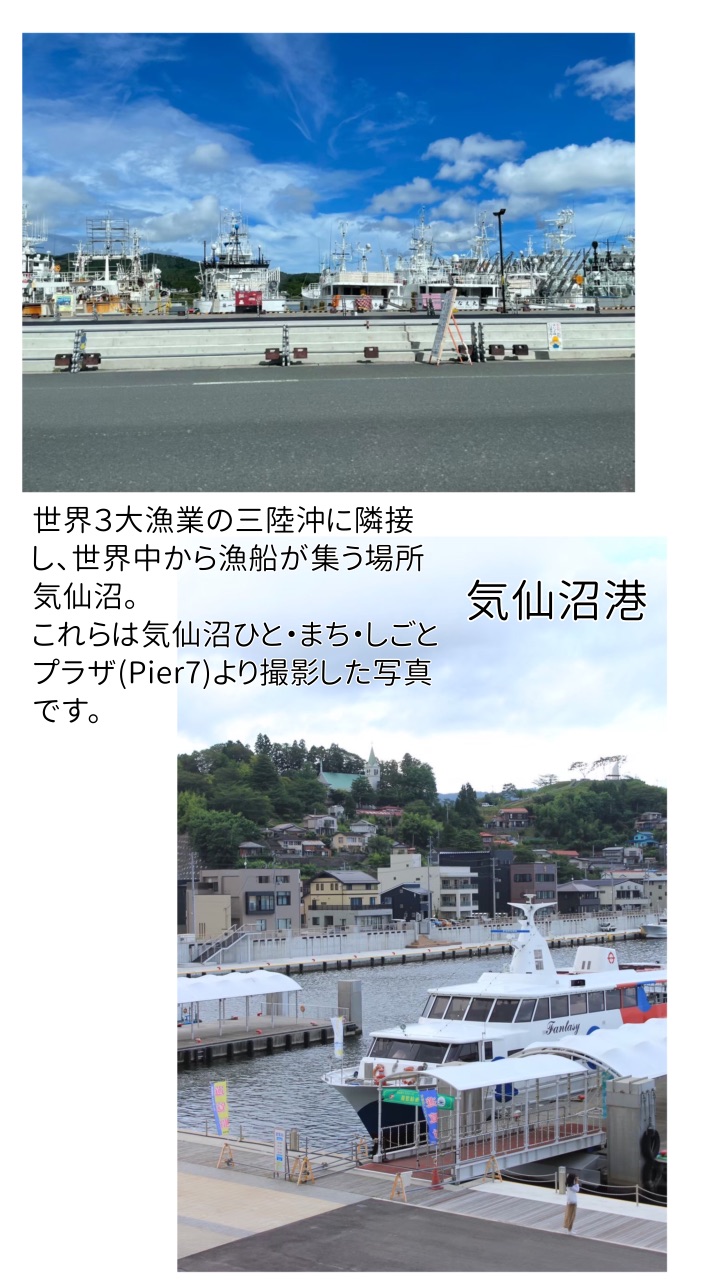 世界３大漁業の三陸沖に隣接
し、世界中から漁船が集う場所
気仙沼。
これらは気仙沼ひと・まち・しごと
プラザ(Pier7)より撮影した写真
です。
気仙沼港
Fantasy